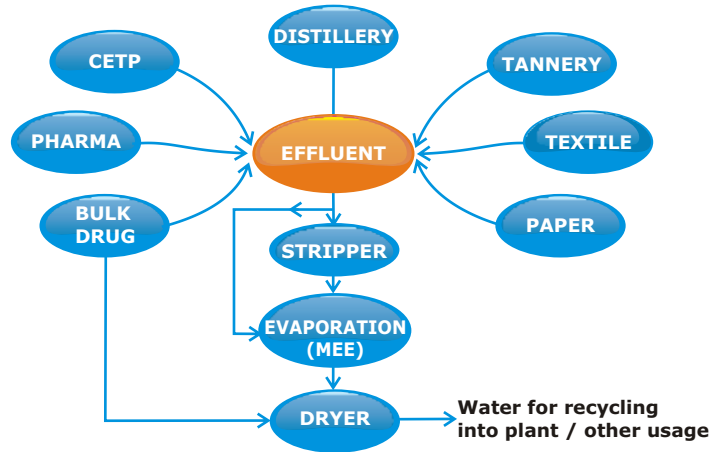 DISTILLERY
CETP
TANNERY
PHARMA
EFFLUENT
TEXTILE
BULK
DRUG
PAPER
STRIPPER
EVAPORATION
(MEE)
DRYER
Water for recycling
into plant / other usage